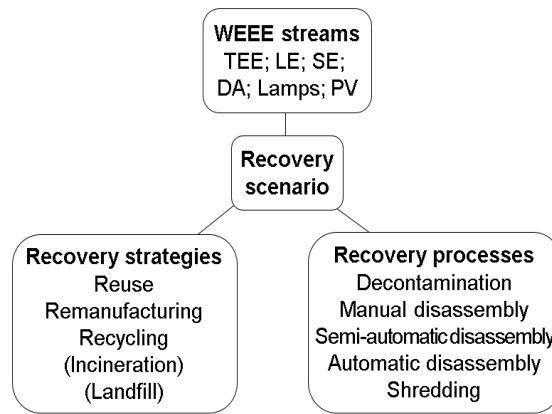 WEEE streams
TEE; LE; SE;
DA; Lamps; PV
Recovery
scenario
Recovery strategies
Reuse
Remanufacturing
Recycling
(Incineration)
(Landfill)
Recovery processes
Decontamination
Manual disassembly
Semi-automatic disassembly
Automatic disassembly
Shredding